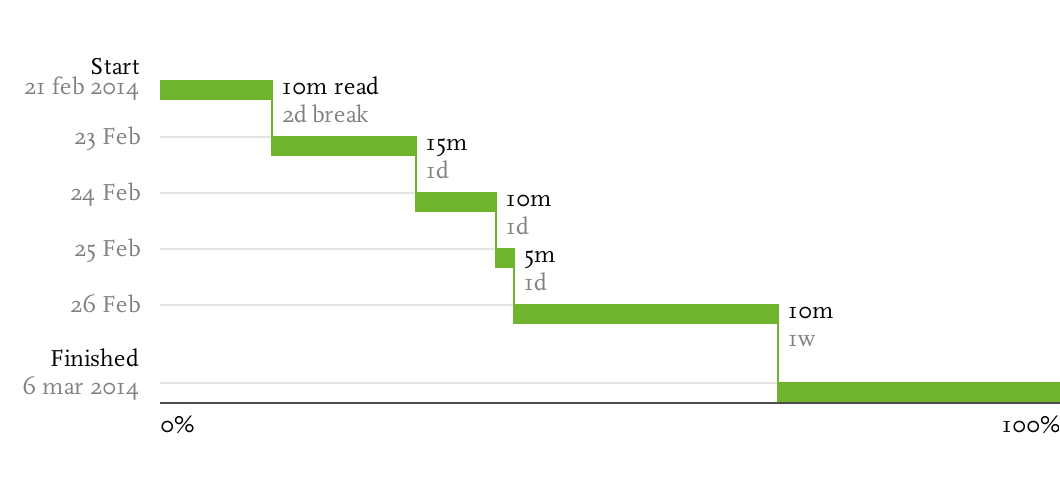 Start
21 feb 2014
10m read
2d break
23 Feb
15m
1d
24 Feb
10m
1d
25 Feb
5m
1d
26 Feb
10m
1w
Finished
6 mar 2014
0%
100%